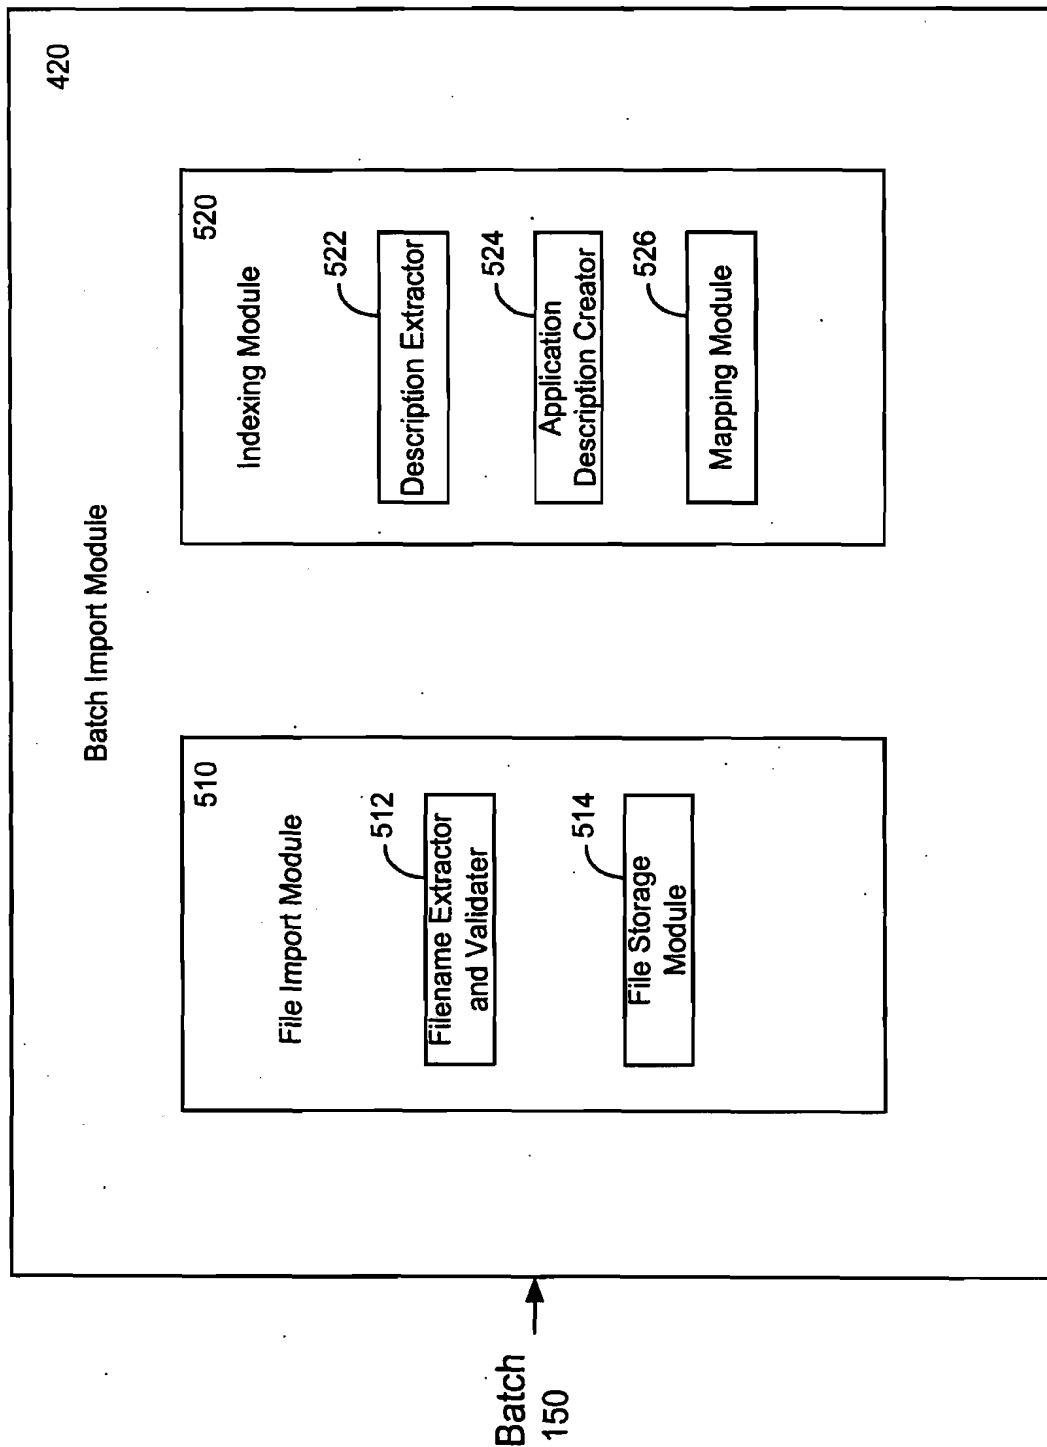 Batch
150
Batch Import Module
420
510
File Import Module
512
Filename Extractor
and Validater
514
File Storage
Module
520
Indexing Module
522
Description Extractor
524
Application
Description Creator
526
Mapping Module